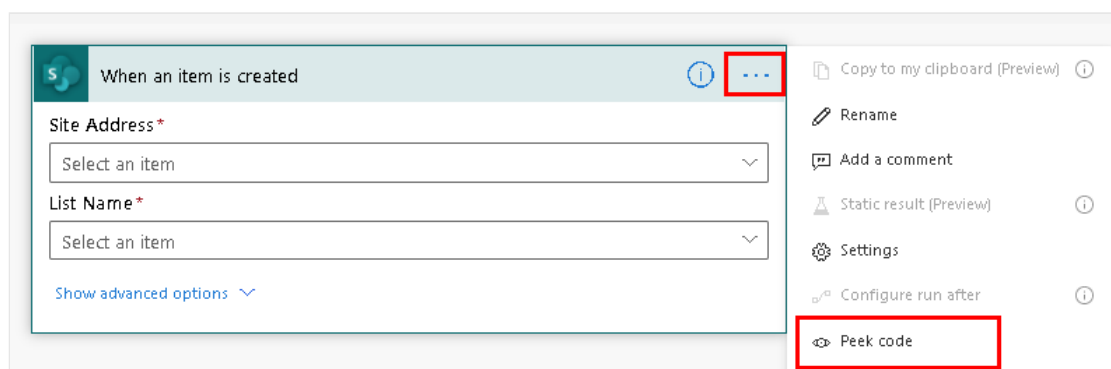 When an item is created
Site Address*
Select an item
List Name*
Select an item
Show advanced options
Copy to my clipboard (Preview)
Rename
Add a comment
Static result (Preview)
Settings
Configure run after
Peek code